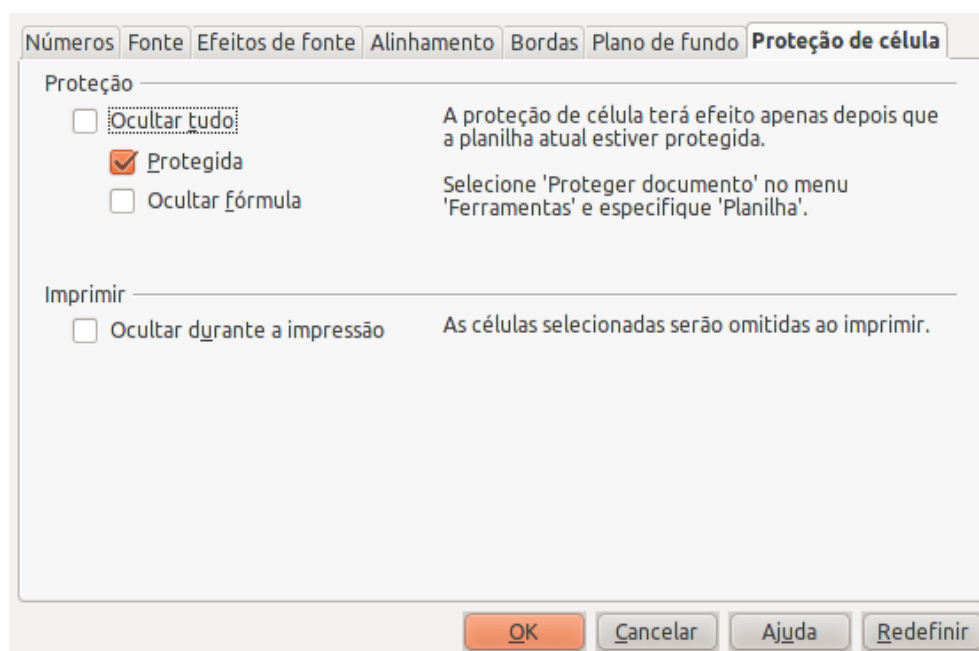 Números Fonte Efeitos de fonte Alinhamento Bordas Plano de fundo Proteção de célula
Proteção
Ocultar tudo
A proteção de célula terá efeito apenas depois que
a planilha atual estiver protegida.
Protegida
Selecione 'Proteger documento' no menu
'Ferramentas' e especifique 'Planilha'.
Ocultar fórmula
Imprimir
Ocultar durante a impressão
As células selecionadas serão omitidas ao imprimir.
OK Cancelar Ajuda Redefinir